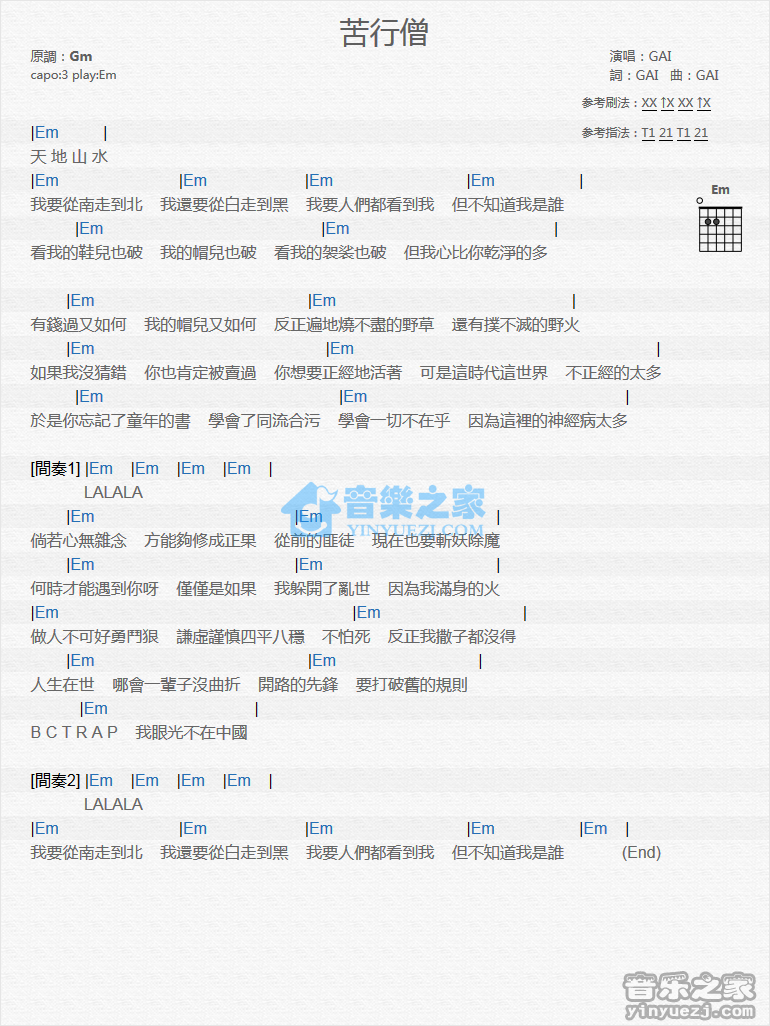 苦行僧
原調：Gm
capo:3 play:Em
演唱：GAI
詞：GAI 曲：GAI
參考刷法：XX ↑X XX ↑X
參考指法：T1 21 T1 21
Em
|Em |
天 地 山 水
|Em |Em |Em |Em |
我要從南走到北 我還要從白走到黑 我要人們都看到我 但不知道我是誰
|Em |Em |
看我的鞋兒也破 我的帽兒也破 看我的袈裟也破 但我心比你乾淨的多
|Em |Em |
有錢過又如何 我的帽兒又如何 反正遍地燒不盡的野草 還有撲不滅的野火
|Em |Em |
如果我沒猜錯 你也肯定被賣過 你想要正經地活著 可是這時代這世界 不正經的太多
|Em |Em |
於是你忘記了童年的書 學會了同流合污 學會一切不在乎 因為這裡的神經病太多
[間奏1] |Em |Em |Em |Em |
LALALA
|Em |Em |
倘若心無雜念 方能夠修成正果 從前的匪徒 現在也要斬妖除魔
|Em |Em |
何時才能遇到你呀 僅僅是如果 我躲開了亂世 因為我滿身的火
|Em |Em |
做人不可好勇鬥狠 謙虛謹慎四平八穩 不怕死 反正我撒子都沒得
|Em |Em |
人生在世 哪會一輩子沒曲折 開路的先鋒 要打破舊的規則
|Em |
B C T R A P 我眼光不在中國
[間奏2] |Em |Em |Em |Em |
LALALA
|Em |Em |Em |Em |Em |
我要從南走到北 我還要從白走到黑 我要人們都看到我 但不知道我是誰 (End)
音樂之家
YINYUEZJ.COM
音乐之家
yinyuezj.com